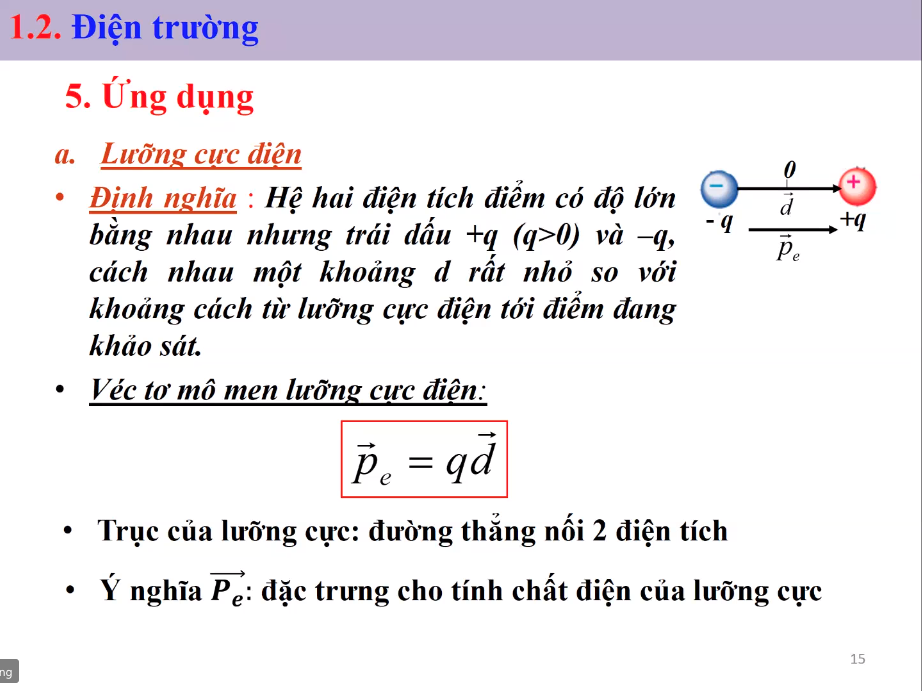 1.2. Điện trường
5. Ứng dụng
a. Lưỡng cực điện
• Định nghĩa : Hệ hai điện tích điểm có độ lớn
bằng nhau nhưng trái dấu +q (q>0) và –q,
cách nhau một khoảng d rất nhỏ so với
khoảng cách từ lưỡng cực điện tới điểm đang
khảo sát.
0
− +
d⃗
- q +q
p⃗ₑ
• Véc tơ mô men lưỡng cực điện:
p⃗ₑ = qd⃗
• Trục của lưỡng cực: đường thẳng nối 2 điện tích
• Ý nghĩa P⃗ₑ: đặc trưng cho tính chất điện của lưỡng cực
15
ng